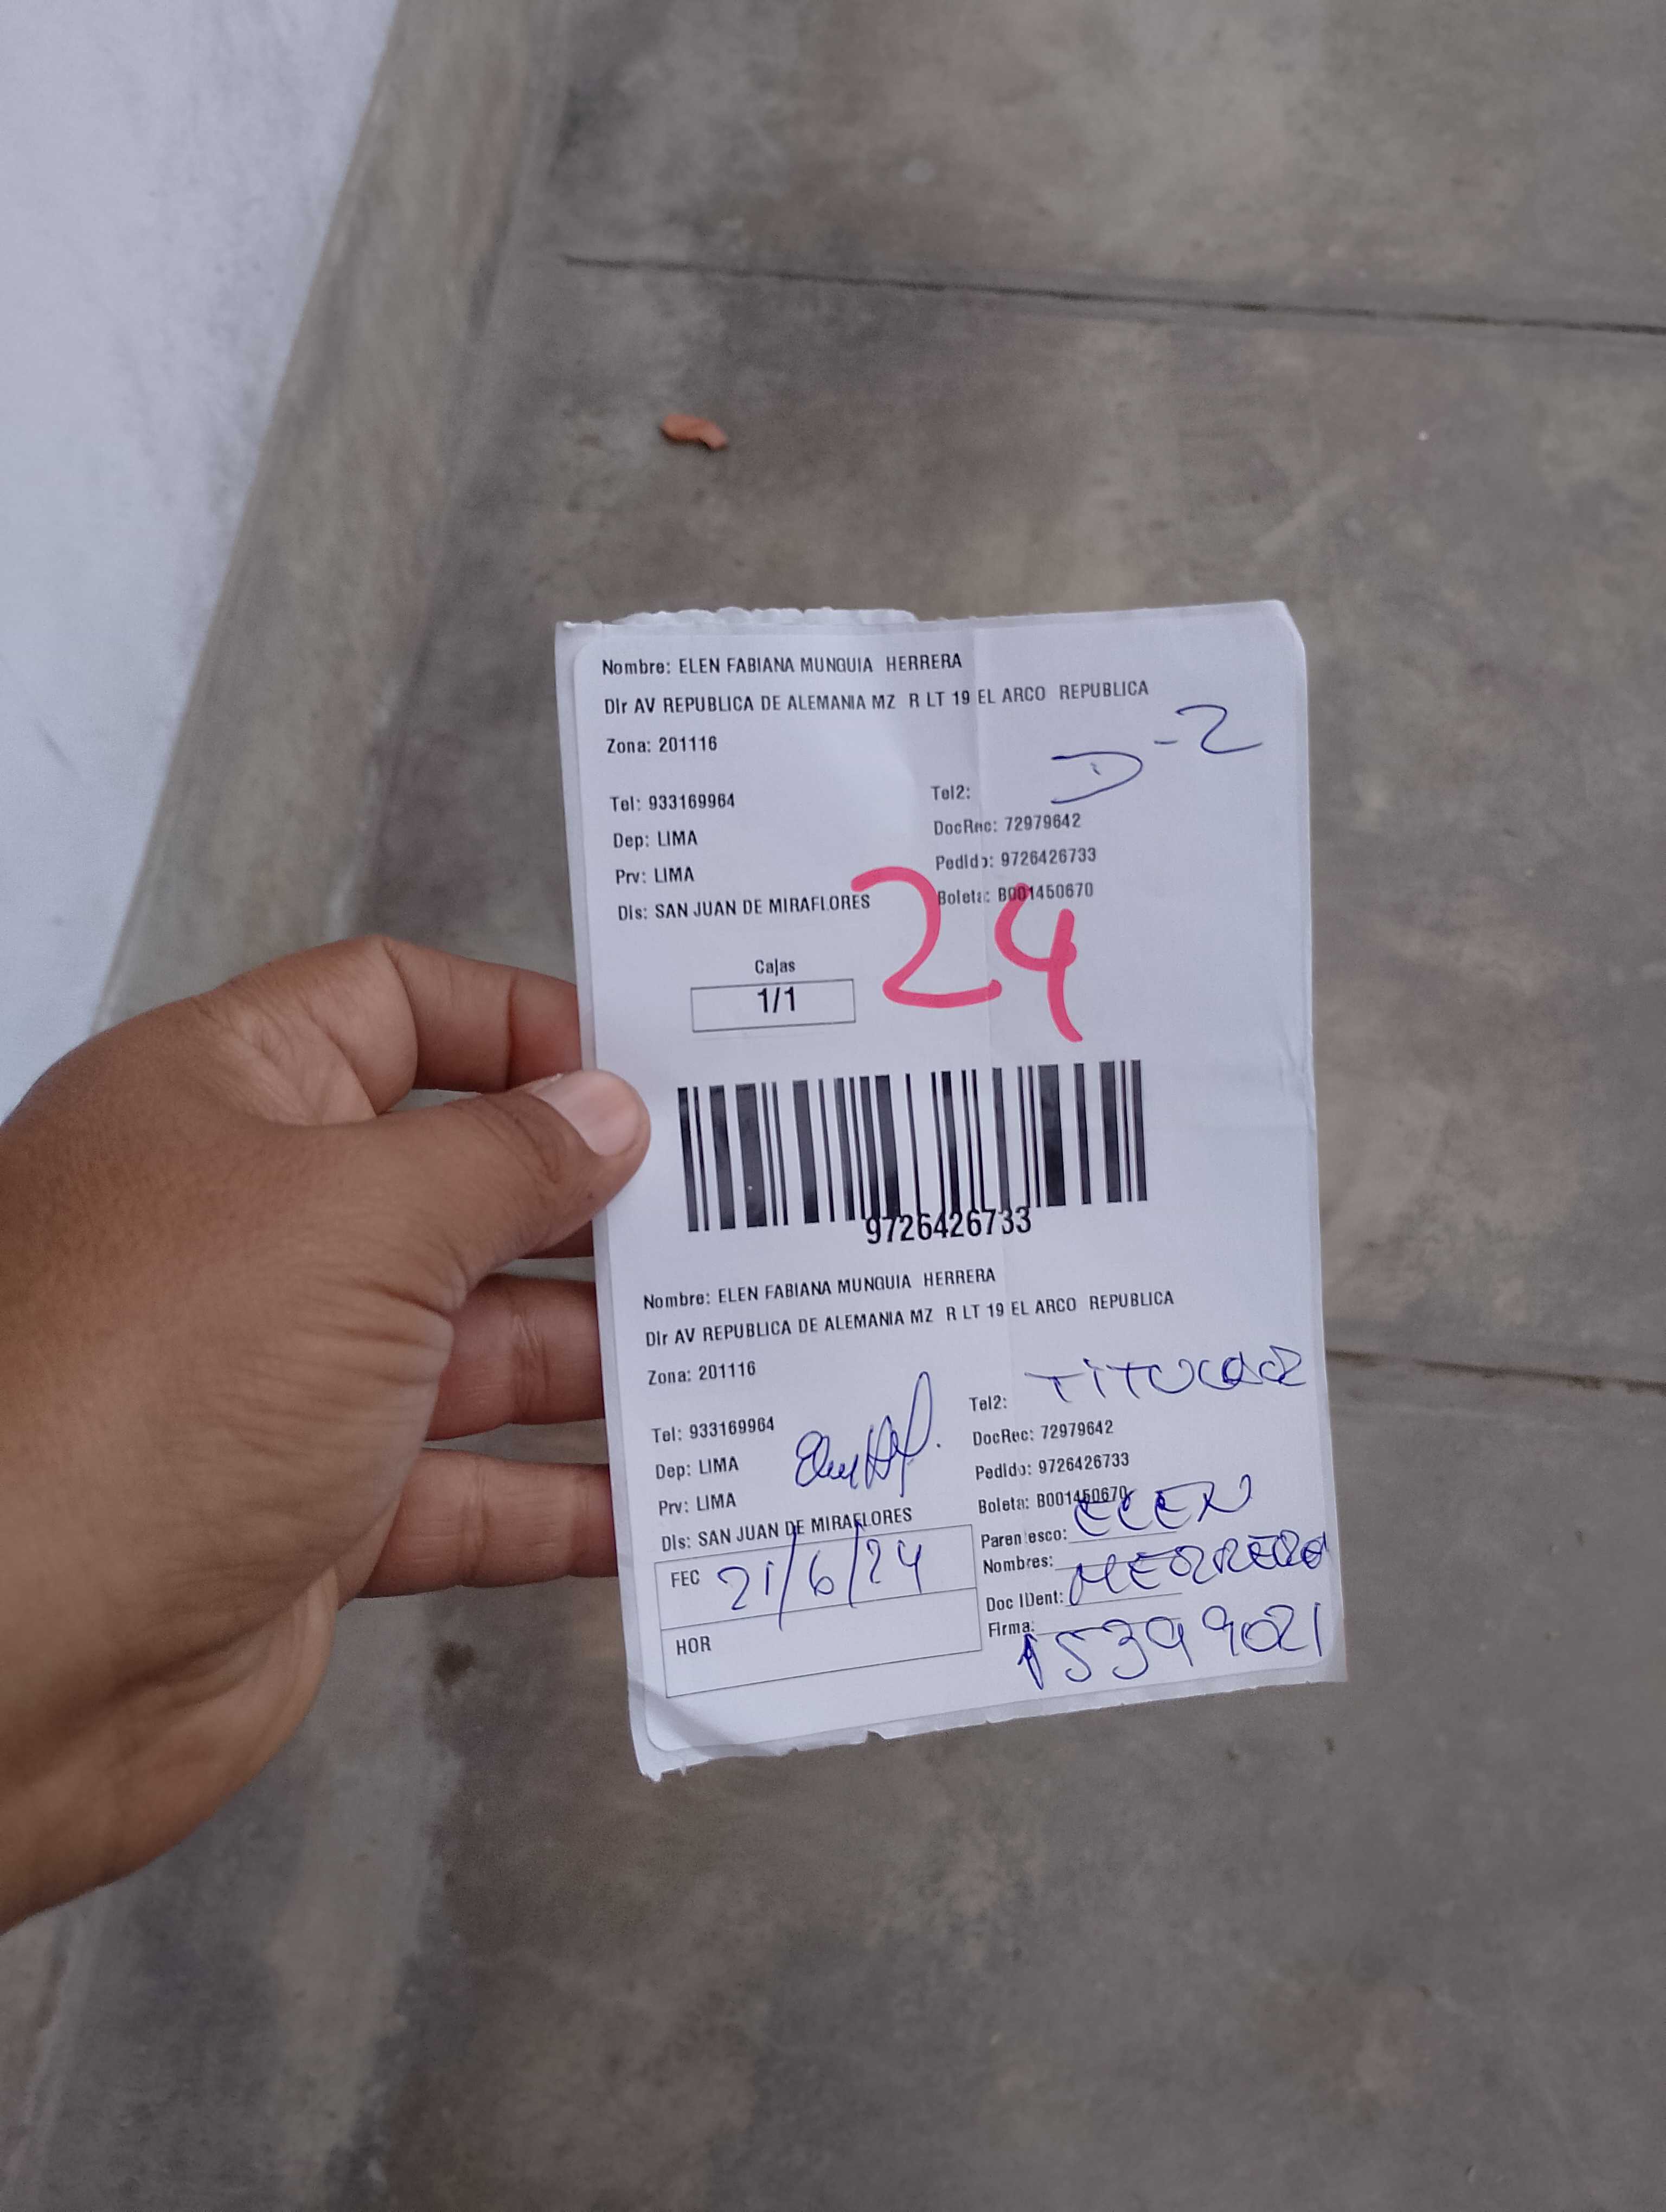 Nombre: ELEN FABIANA MUNGUIA HERRERA
Dir AV REPUBLICA DE ALEMANIA MZ R LT 19 EL ARCO REPUBLICA
D-2
Zona: 201116
Tel: 933169964 Tel2:
DocRec: 72979642
Dep: LIMA
Pedido: 9726426733
Prv: LIMA
Boleta: B001450670
Dis: SAN JUAN DE MIRAFLORES
24
Cajas
1/1
9726426733
Nombre: ELEN FABIANA MUNGUIA HERRERA
Dir AV REPUBLICA DE ALEMANIA MZ R LT 19 EL ARCO REPUBLICA
Zona: 201116
TITULAR
Tel: 933169964 Tel2:
DocRec: 72979642
Dep: LIMA
Pedido: 9726426733
Prv: LIMA
Boleta: B001450670
Dis: SAN JUAN DE MIRAFLORES
Parentesco: ELEN
FEC 21/6/24
Nombres: HERRERA
Doc IDent:
Firma: 15399021
HOR